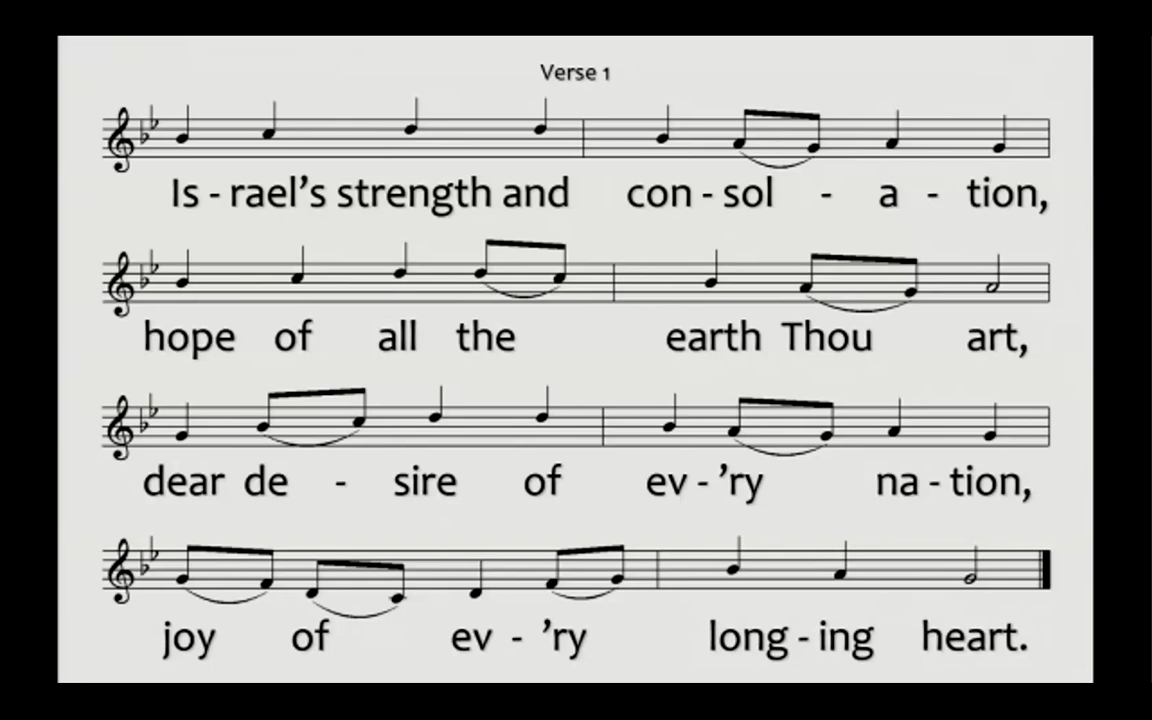 Verse 1
Is - rael’s strength and con - sol - a - tion,
hope of all the earth Thou art,
dear de - sire of ev - ’ry na - tion,
joy of ev - ’ry long - ing heart.